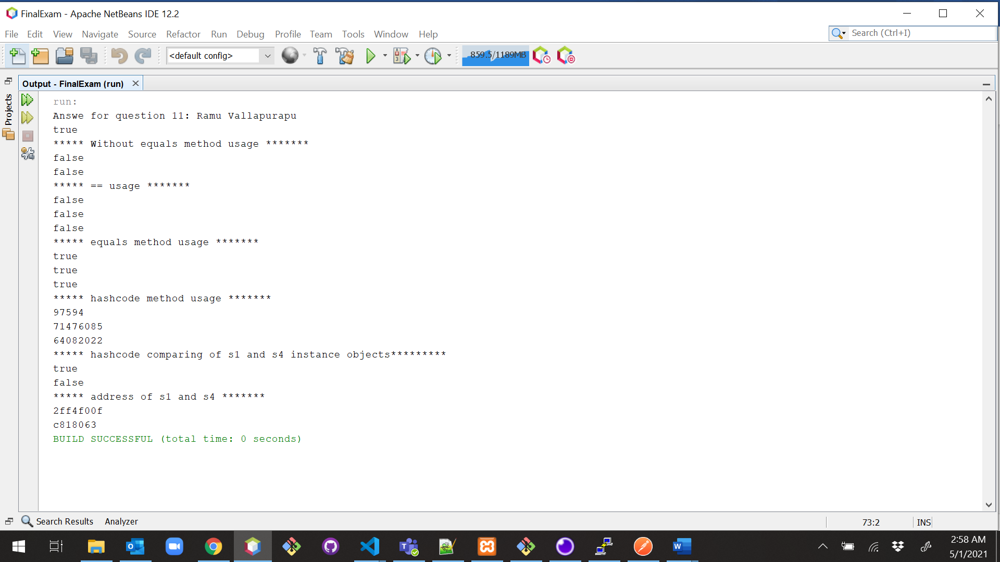 FinalExam - Apache NetBeans IDE 12.2
File Edit View Navigate Source Refactor Run Debug Profile Team Tools Window Help
Search (Ctrl+I)
<default config>
859.5/1189MB
Output - FinalExam (run)
Projects
run:
Answe for question 11: Ramu Vallapurapu
true
***** Without equals method usage *******
false
false
***** == usage *******
false
false
false
***** equals method usage *******
true
true
true
***** hashcode method usage *******
97594
71476085
64082022
***** hashcode comparing of s1 and s4 instance objects*********
true
false
***** address of s1 and s4 *******
2ff4f00f
c818063
BUILD SUCCESSFUL (total time: 0 seconds)
Search Results Analyzer
73:2 INS
2:58 AM
5/1/2021